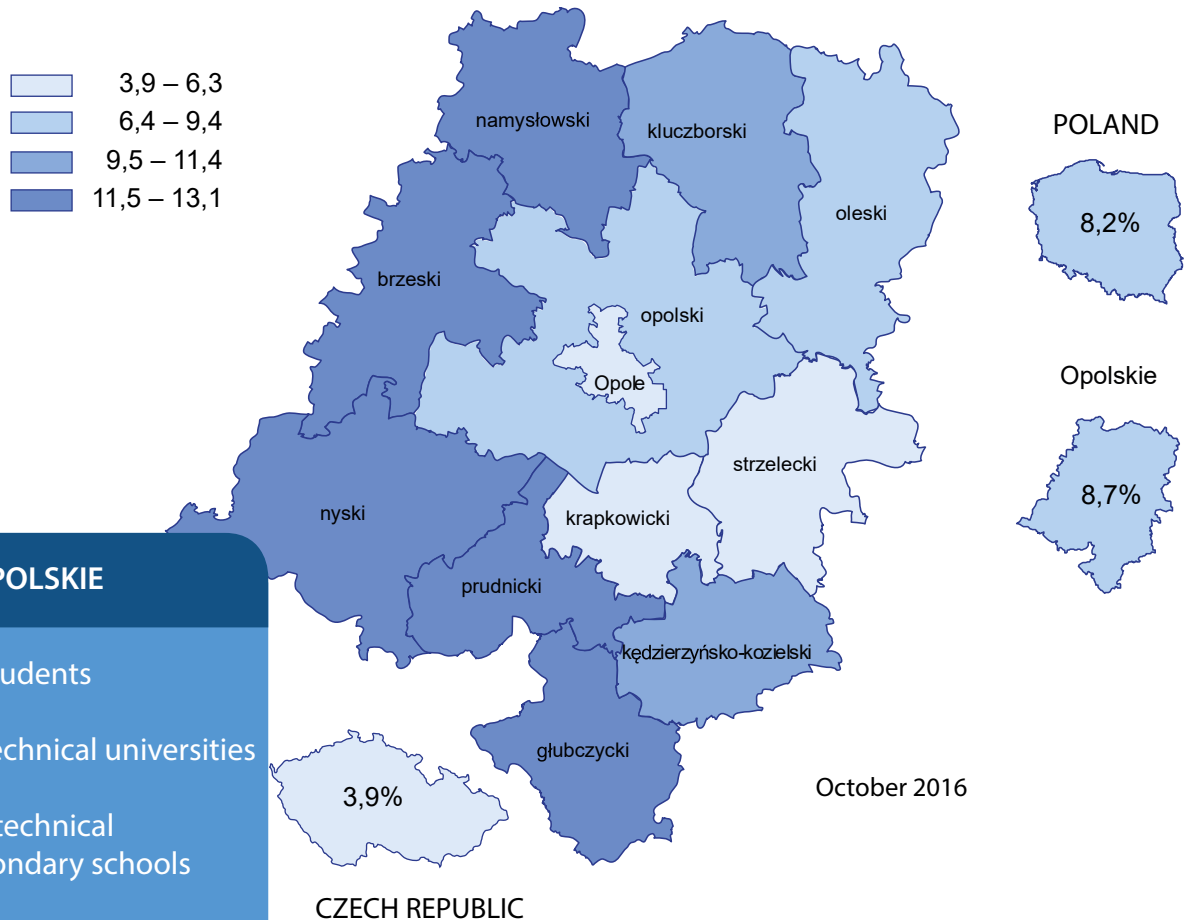 3,9 – 6,3
6,4 – 9,4
9,5 – 11,4
11,5 – 13,1
namysłowski
kluczborski
oleski
brzeski
opolski
Opole
strzelecki
nyski
krapkowicki
prudnicki
kędzierzyńsko-kozielski
głubczycki
POLAND
8,2%
Opolskie
8,7%
POLSKIE
udents
echnical universities
technical
ondary schools
3,9%
CZECH REPUBLIC
October 2016